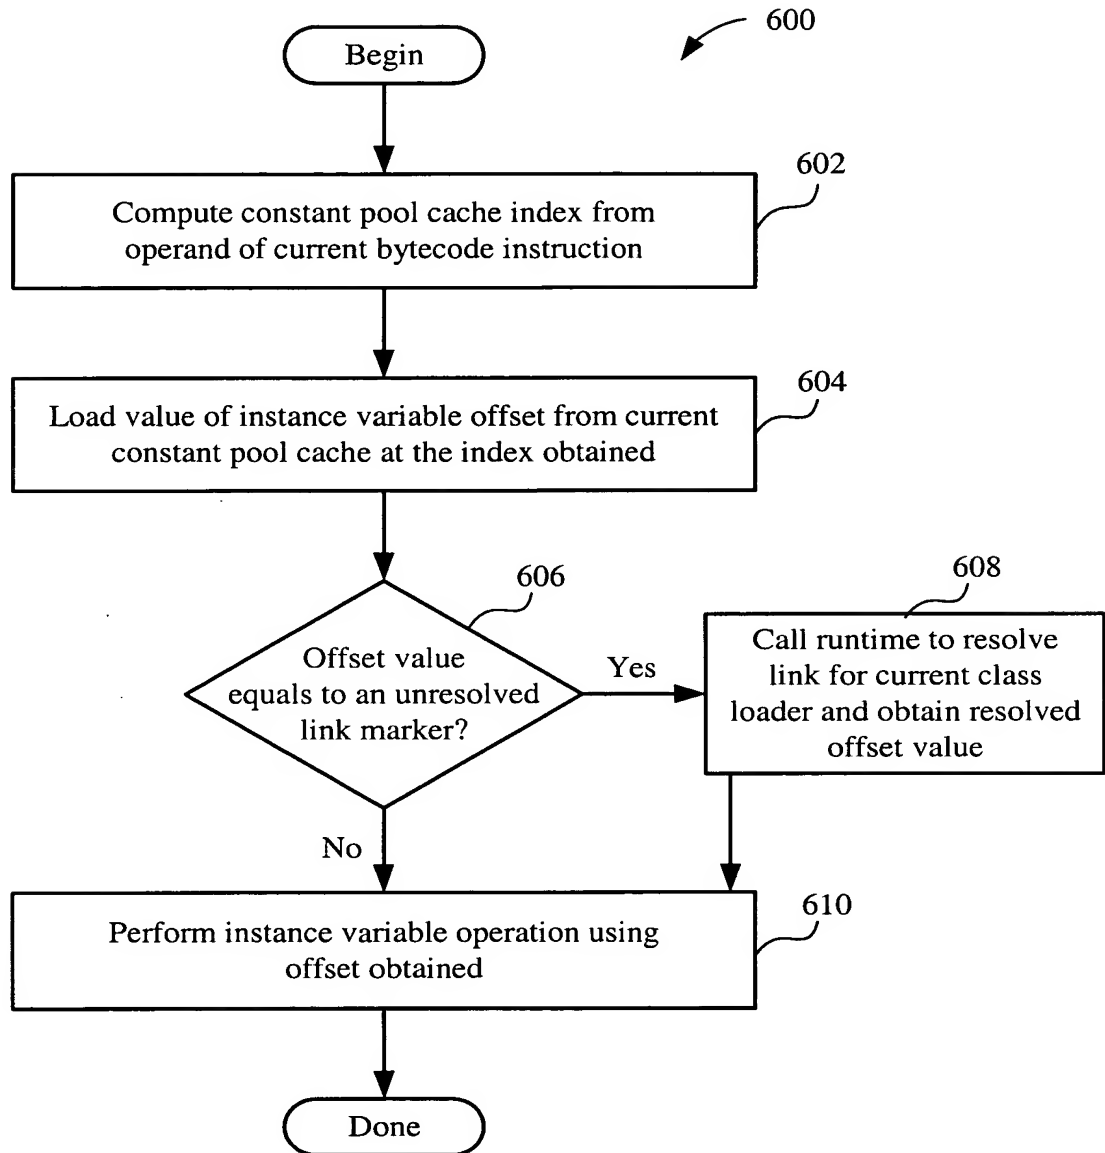 600
Begin
602
Compute constant pool cache index from
operand of current bytecode instruction
604
Load value of instance variable offset from current
constant pool cache at the index obtained
606
Offset value
equals to an unresolved
link marker?
Yes
608
Call runtime to resolve
link for current class
loader and obtain resolved
offset value
No
610
Perform instance variable operation using
offset obtained
Done